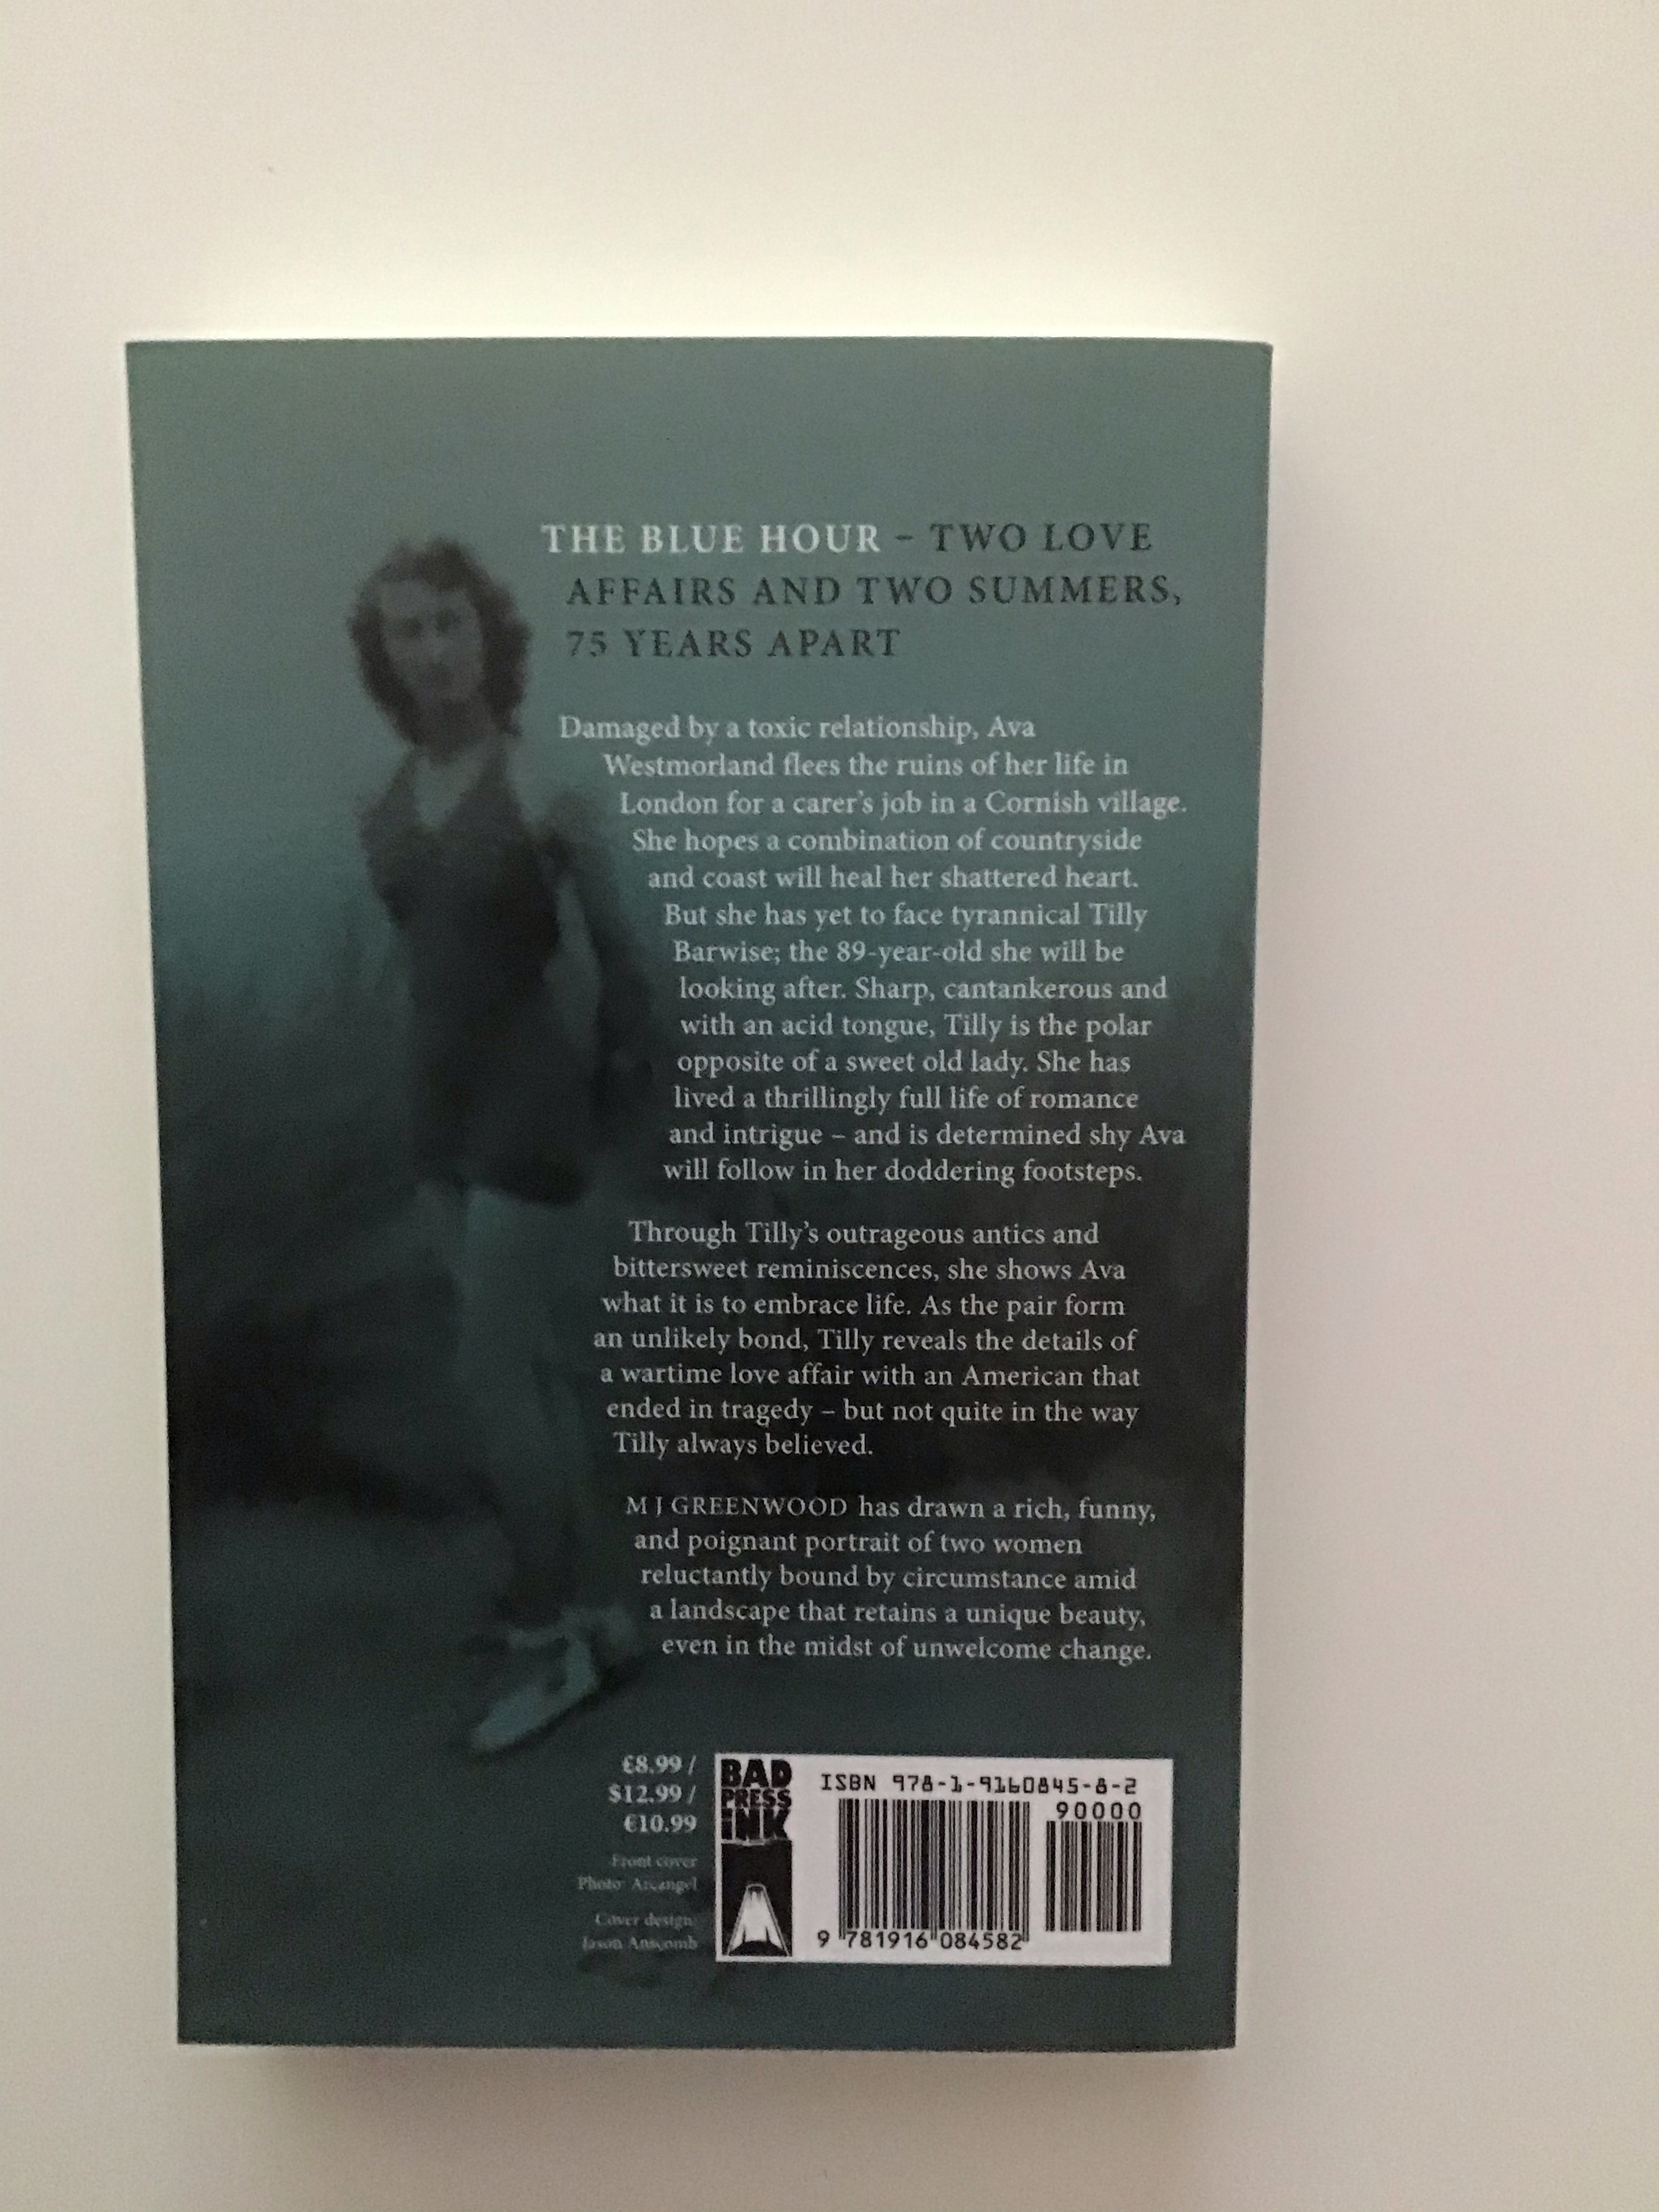 THE BLUE HOUR – TWO LOVE
AFFAIRS AND TWO SUMMERS,
75 YEARS APART
Damaged by a toxic relationship, Ava
Westmorland flees the ruins of her life in
London for a carer's job in a Cornish village.
She hopes a combination of countryside
and coast will heal her shattered heart.
But she has yet to face tyrannical Tilly
Barwise; the 89-year-old she will be
looking after. Sharp, cantankerous and
with an acid tongue, Tilly is the polar
opposite of a sweet old lady. She has
lived a thrillingly full life of romance
and intrigue – and is determined shy Ava
will follow in her doddering footsteps.
Through Tilly's outrageous antics and
bittersweet reminiscences, she shows Ava
what it is to embrace life. As the pair form
an unlikely bond, Tilly reveals the details of
a wartime love affair with an American that
ended in tragedy – but not quite in the way
Tilly always believed.
M J GREENWOOD has drawn a rich, funny,
and poignant portrait of two women
reluctantly bound by circumstance amid
a landscape that retains a unique beauty,
even in the midst of unwelcome change.
£8.99 /
$12.99 /
€10.99
Front cover
Photo: Arcangel
Cover design:
Jason Anscomb
BAD
PRESS
iNK
ISBN 978-1-9160845-8-2
90000
9 781916 084582